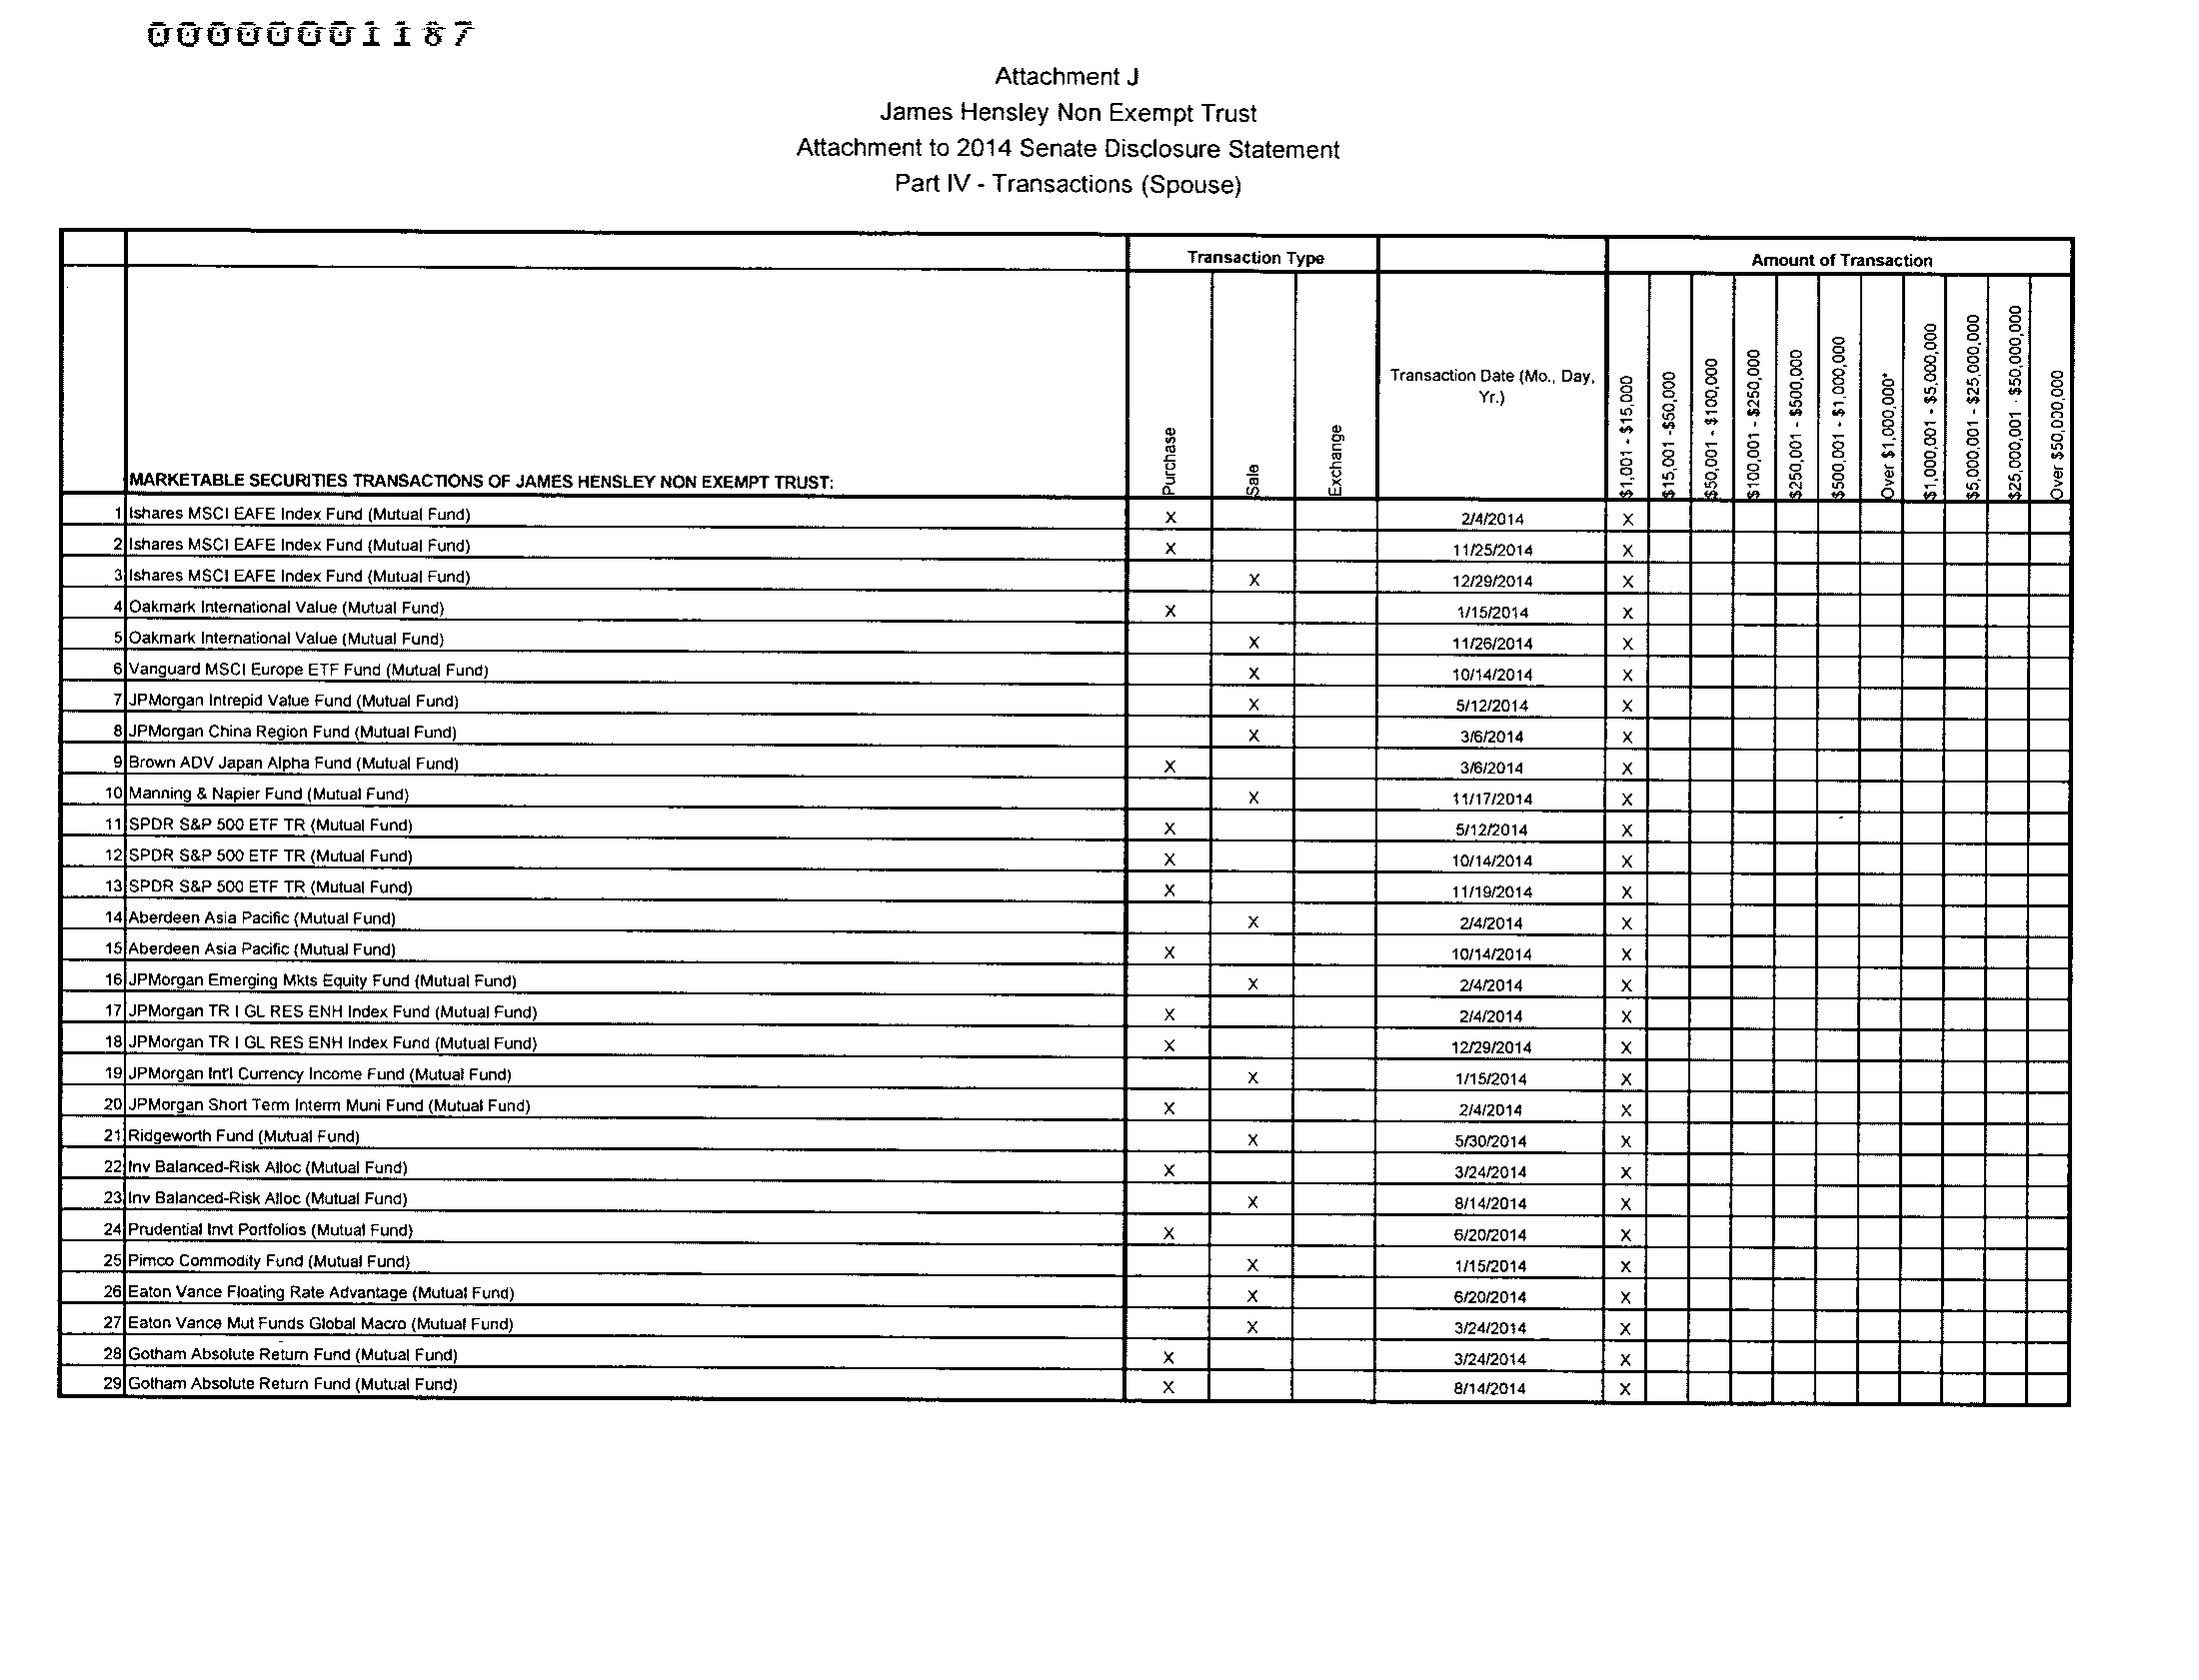 00000001187
Attachment J
James Hensley Non Exempt Trust
Attachment to 2014 Senate Disclosure Statement
Part IV - Transactions (Spouse)
Transaction Type Amount of Transaction
MARKETABLE SECURITIES TRANSACTIONS OF JAMES HENSLEY NON EXEMPT TRUST:
Purchase
Sale
Exchange
Transaction Date (Mo., Day,
Yr.)
$1,001 - $15,000
$15,001 -$50,000
$50,001 - $100,000
$100,001 - $250,000
$250,001 - $500,000
$500,001 - $1,000,000
Over $1,000,000*
$1,000,001 - $5,000,000
$5,000,001 - $25,000,000
$25,000,001 - $50,000,000
Over $50,000,000
1 Ishares MSCI EAFE Index Fund (Mutual Fund) X 2/4/2014 X
2 Ishares MSCI EAFE Index Fund (Mutual Fund) X 11/25/2014 X
3 Ishares MSCI EAFE Index Fund (Mutual Fund) X 12/29/2014 X
4 Oakmark International Value (Mutual Fund) X 1/15/2014 X
5 Oakmark International Value (Mutual Fund) X 11/26/2014 X
6 Vanguard MSCI Europe ETF Fund (Mutual Fund) X 10/14/2014 X
7 JPMorgan Intrepid Value Fund (Mutual Fund) X 5/12/2014 X
8 JPMorgan China Region Fund (Mutual Fund) X 3/6/2014 X
9 Brown ADV Japan Alpha Fund (Mutual Fund) X 3/6/2014 X
10 Manning & Napier Fund (Mutual Fund) X 11/17/2014 X
11 SPDR S&P 500 ETF TR (Mutual Fund) X 5/12/2014 X
12 SPDR S&P 500 ETF TR (Mutual Fund) X 10/14/2014 X
13 SPDR S&P 500 ETF TR (Mutual Fund) X 11/19/2014 X
14 Aberdeen Asia Pacific (Mutual Fund) X 2/4/2014 X
15 Aberdeen Asia Pacific (Mutual Fund) X 10/14/2014 X
16 JPMorgan Emerging Mkts Equity Fund (Mutual Fund) X 2/4/2014 X
17 JPMorgan TR I GL RES ENH Index Fund (Mutual Fund) X 2/4/2014 X
18 JPMorgan TR I GL RES ENH Index Fund (Mutual Fund) X 12/29/2014 X
19 JPMorgan Int'l Currency Income Fund (Mutual Fund) X 1/15/2014 X
20 JPMorgan Short Term Interm Muni Fund (Mutual Fund) X 2/4/2014 X
21 Ridgeworth Fund (Mutual Fund) X 5/30/2014 X
22 Inv Balanced-Risk Alloc (Mutual Fund) X 3/24/2014 X
23 Inv Balanced-Risk Alloc (Mutual Fund) X 8/14/2014 X
24 Prudential Invt Portfolios (Mutual Fund) X 6/20/2014 X
25 Pimco Commodity Fund (Mutual Fund) X 1/15/2014 X
26 Eaton Vance Floating Rate Advantage (Mutual Fund) X 6/20/2014 X
27 Eaton Vance Mut Funds Global Macro (Mutual Fund) X 3/24/2014 X
28 Gotham Absolute Return Fund (Mutual Fund) X 3/24/2014 X
29 Gotham Absolute Return Fund (Mutual Fund) X 8/14/2014 X